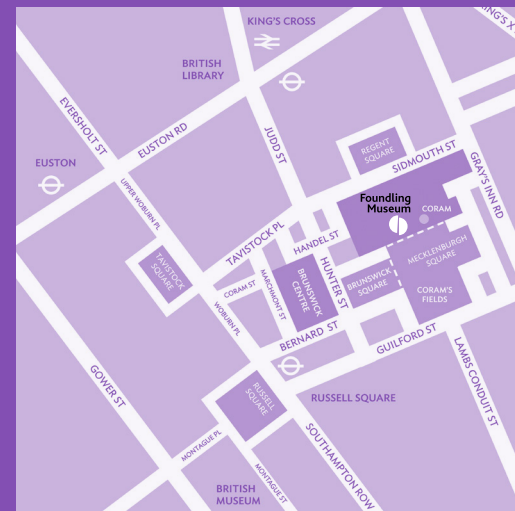 KING'S CROSS
KING'S X
BRITISH
LIBRARY
EVERSHOLT ST
EUSTON RD
JUDD ST
REGENT
SQUARE
SIDMOUTH ST
GRAY'S INN RD
EUSTON
UPPER WOBURN PL
Foundling
Museum
CORAM
TAVISTOCK PL
HANDEL ST
HUNTER ST
MECKLENBURGH
SQUARE
TAVISTOCK
SQUARE
CORAM ST
MARCHMONT ST
BRUNSWICK
CENTRE
BRUNSWICK
SQUARE
CORAM'S
FIELDS
WOBURN PL
BERNARD ST
GUILFORD ST
LAMBS CONDUIT ST
GOWER ST
RUSSELL
SQUARE
RUSSELL SQUARE
MONTAGUE PL
MONTAGUE ST
SOUTHAMPTON ROW
BRITISH
MUSEUM